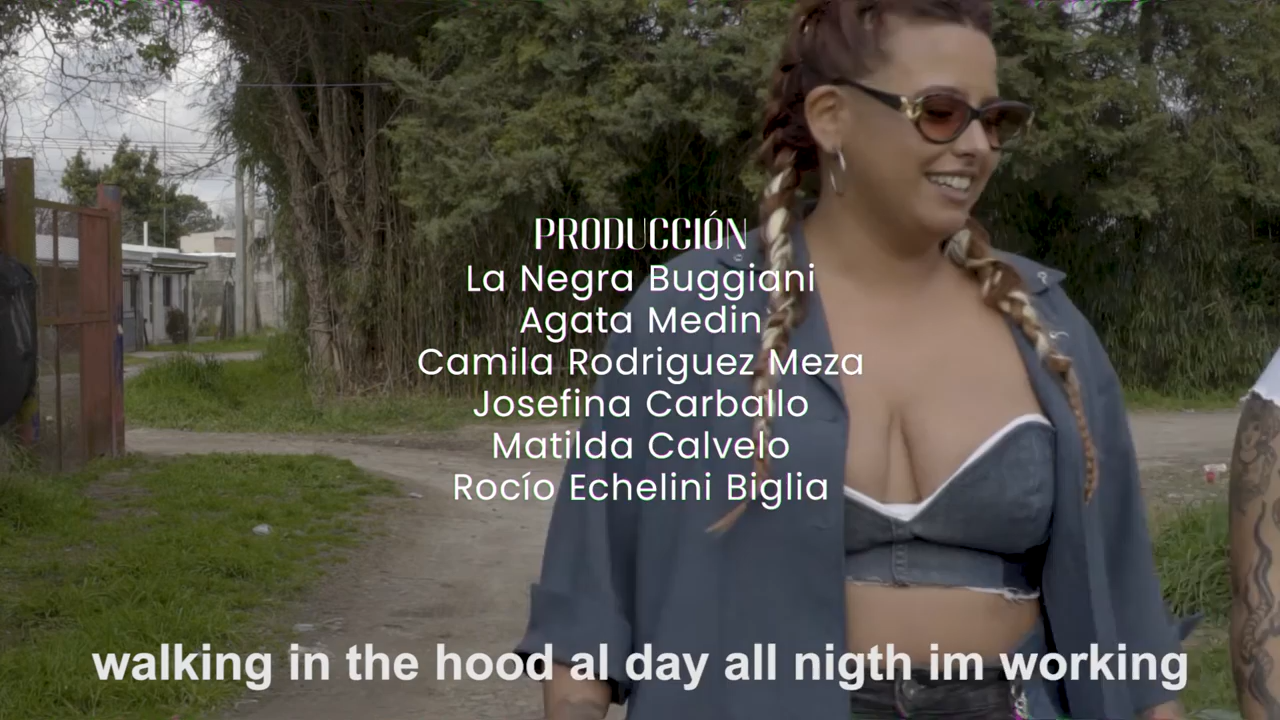 PRODUCCIÓN
La Negra Buggiani
Agata Medin
Camila Rodriguez Meza
Josefina Carballo
Matilda Calvelo
Rocío Echelini Biglia
walking in the hood al day all nigth im working